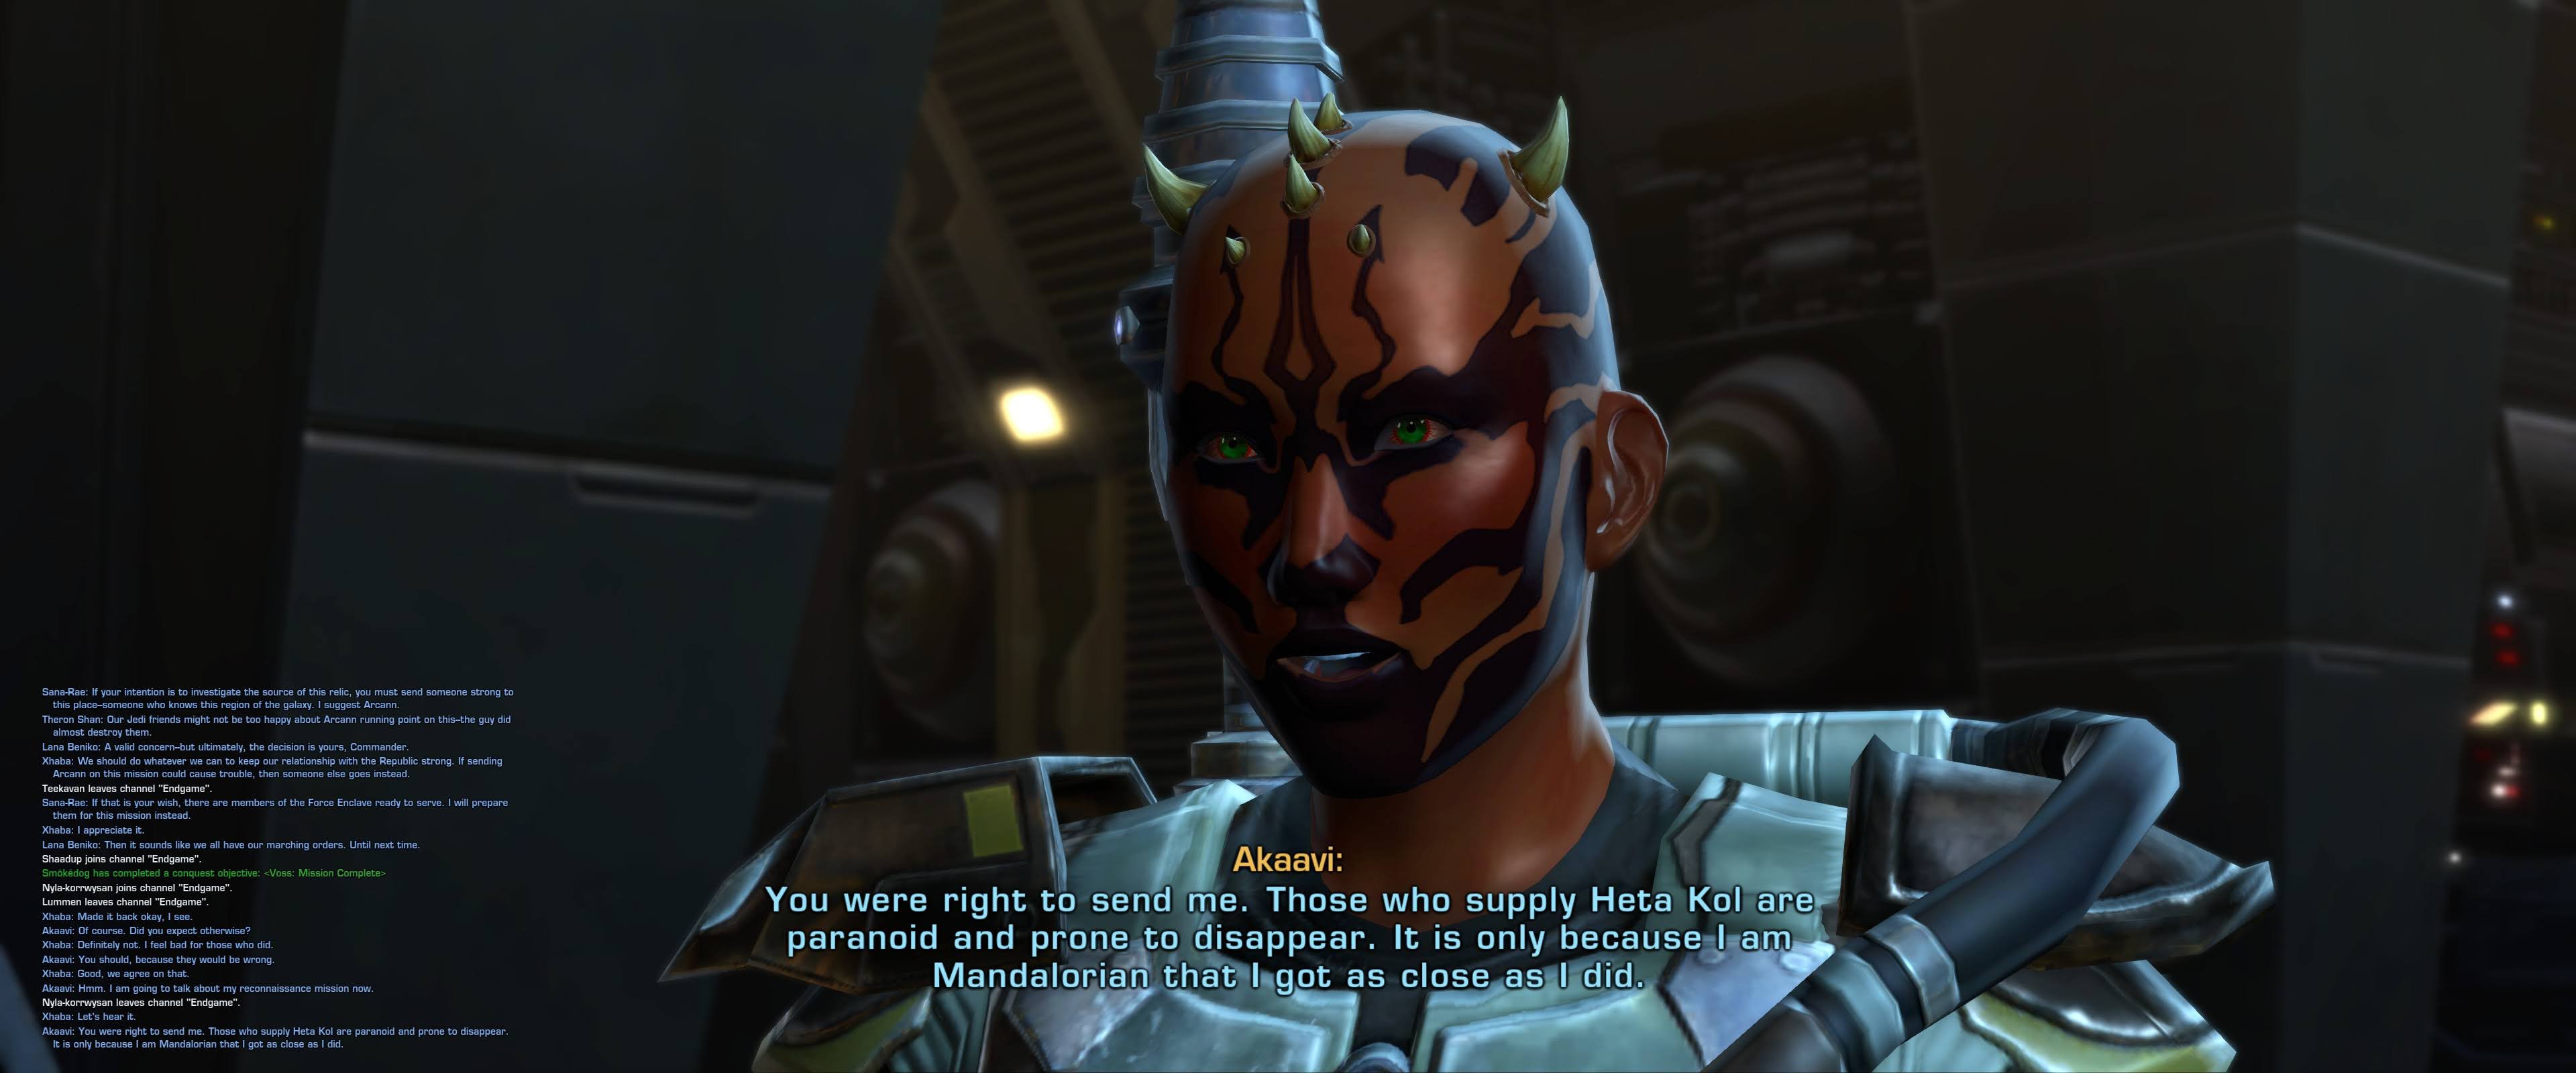 Sana-Rae: If your intention is to investigate the source of this relic, you must send someone strong to
this place—someone who knows this region of the galaxy. I suggest Arcann.
Theron Shan: Our Jedi friends might not be too happy about Arcann running point on this—the guy did
almost destroy them.
Lana Beniko: A valid concern—but ultimately, the decision is yours, Commander.
Xhaba: We should do whatever we can to keep our relationship with the Republic strong. If sending
Arcann on this mission could cause trouble, then someone else goes instead.
Teekavan leaves channel "Endgame".
Sana-Rae: If that is your wish, there are members of the Force Enclave ready to serve. I will prepare
them for this mission instead.
Xhaba: I appreciate it.
Lana Beniko: Then it sounds like we all have our marching orders. Until next time.
Shaadup joins channel "Endgame".
Smókèdog has completed a conquest objective: <Voss: Mission Complete>
Nyla-korrwysan joins channel "Endgame".
Lummen leaves channel "Endgame".
Xhaba: Made it back okay, I see.
Akaavi: Of course. Did you expect otherwise?
Xhaba: Definitely not. I feel bad for those who did.
Akaavi: You should, because they would be wrong.
Xhaba: Good, we agree on that.
Akaavi: Hmm. I am going to talk about my reconnaissance mission now.
Nyla-korrwysan leaves channel "Endgame".
Xhaba: Let's hear it.
Akaavi: You were right to send me. Those who supply Heta Kol are paranoid and prone to disappear.
It is only because I am Mandalorian that I got as close as I did.
Akaavi:
You were right to send me. Those who supply Heta Kol are
paranoid and prone to disappear. It is only because I am
Mandalorian that I got as close as I did.